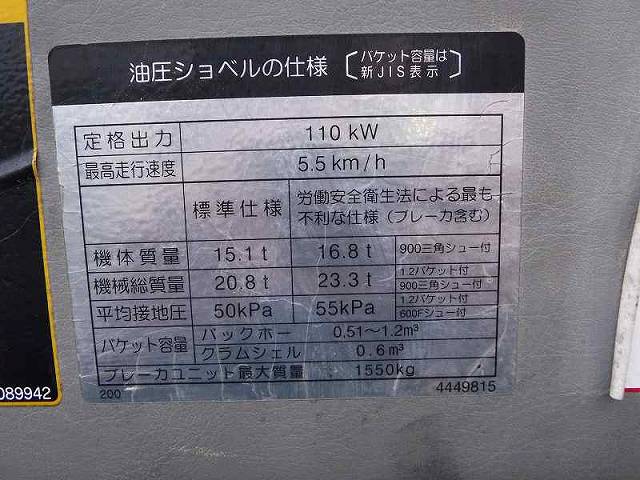 油圧ショベルの仕様 〔バケット容量は
新JIS表示〕
定格出力 110 kW
最高走行速度 5.5 km/h
標準仕様 労働安全衛生法による最も
不利な仕様（ブレーカ含む）
機体質量 15.1 t 16.8 t 900三角シュー付
機械総質量 20.8 t 23.3 t 1.2バケット付
900三角シュー付
平均接地圧 50kPa 55kPa 1.2バケット付
600Fシュー付
バケット容量 バックホー 0.51〜1.2m³
クラムシェル 0.6m³
ブレーカユニット最大質量 1550kg
200 4449815
089942